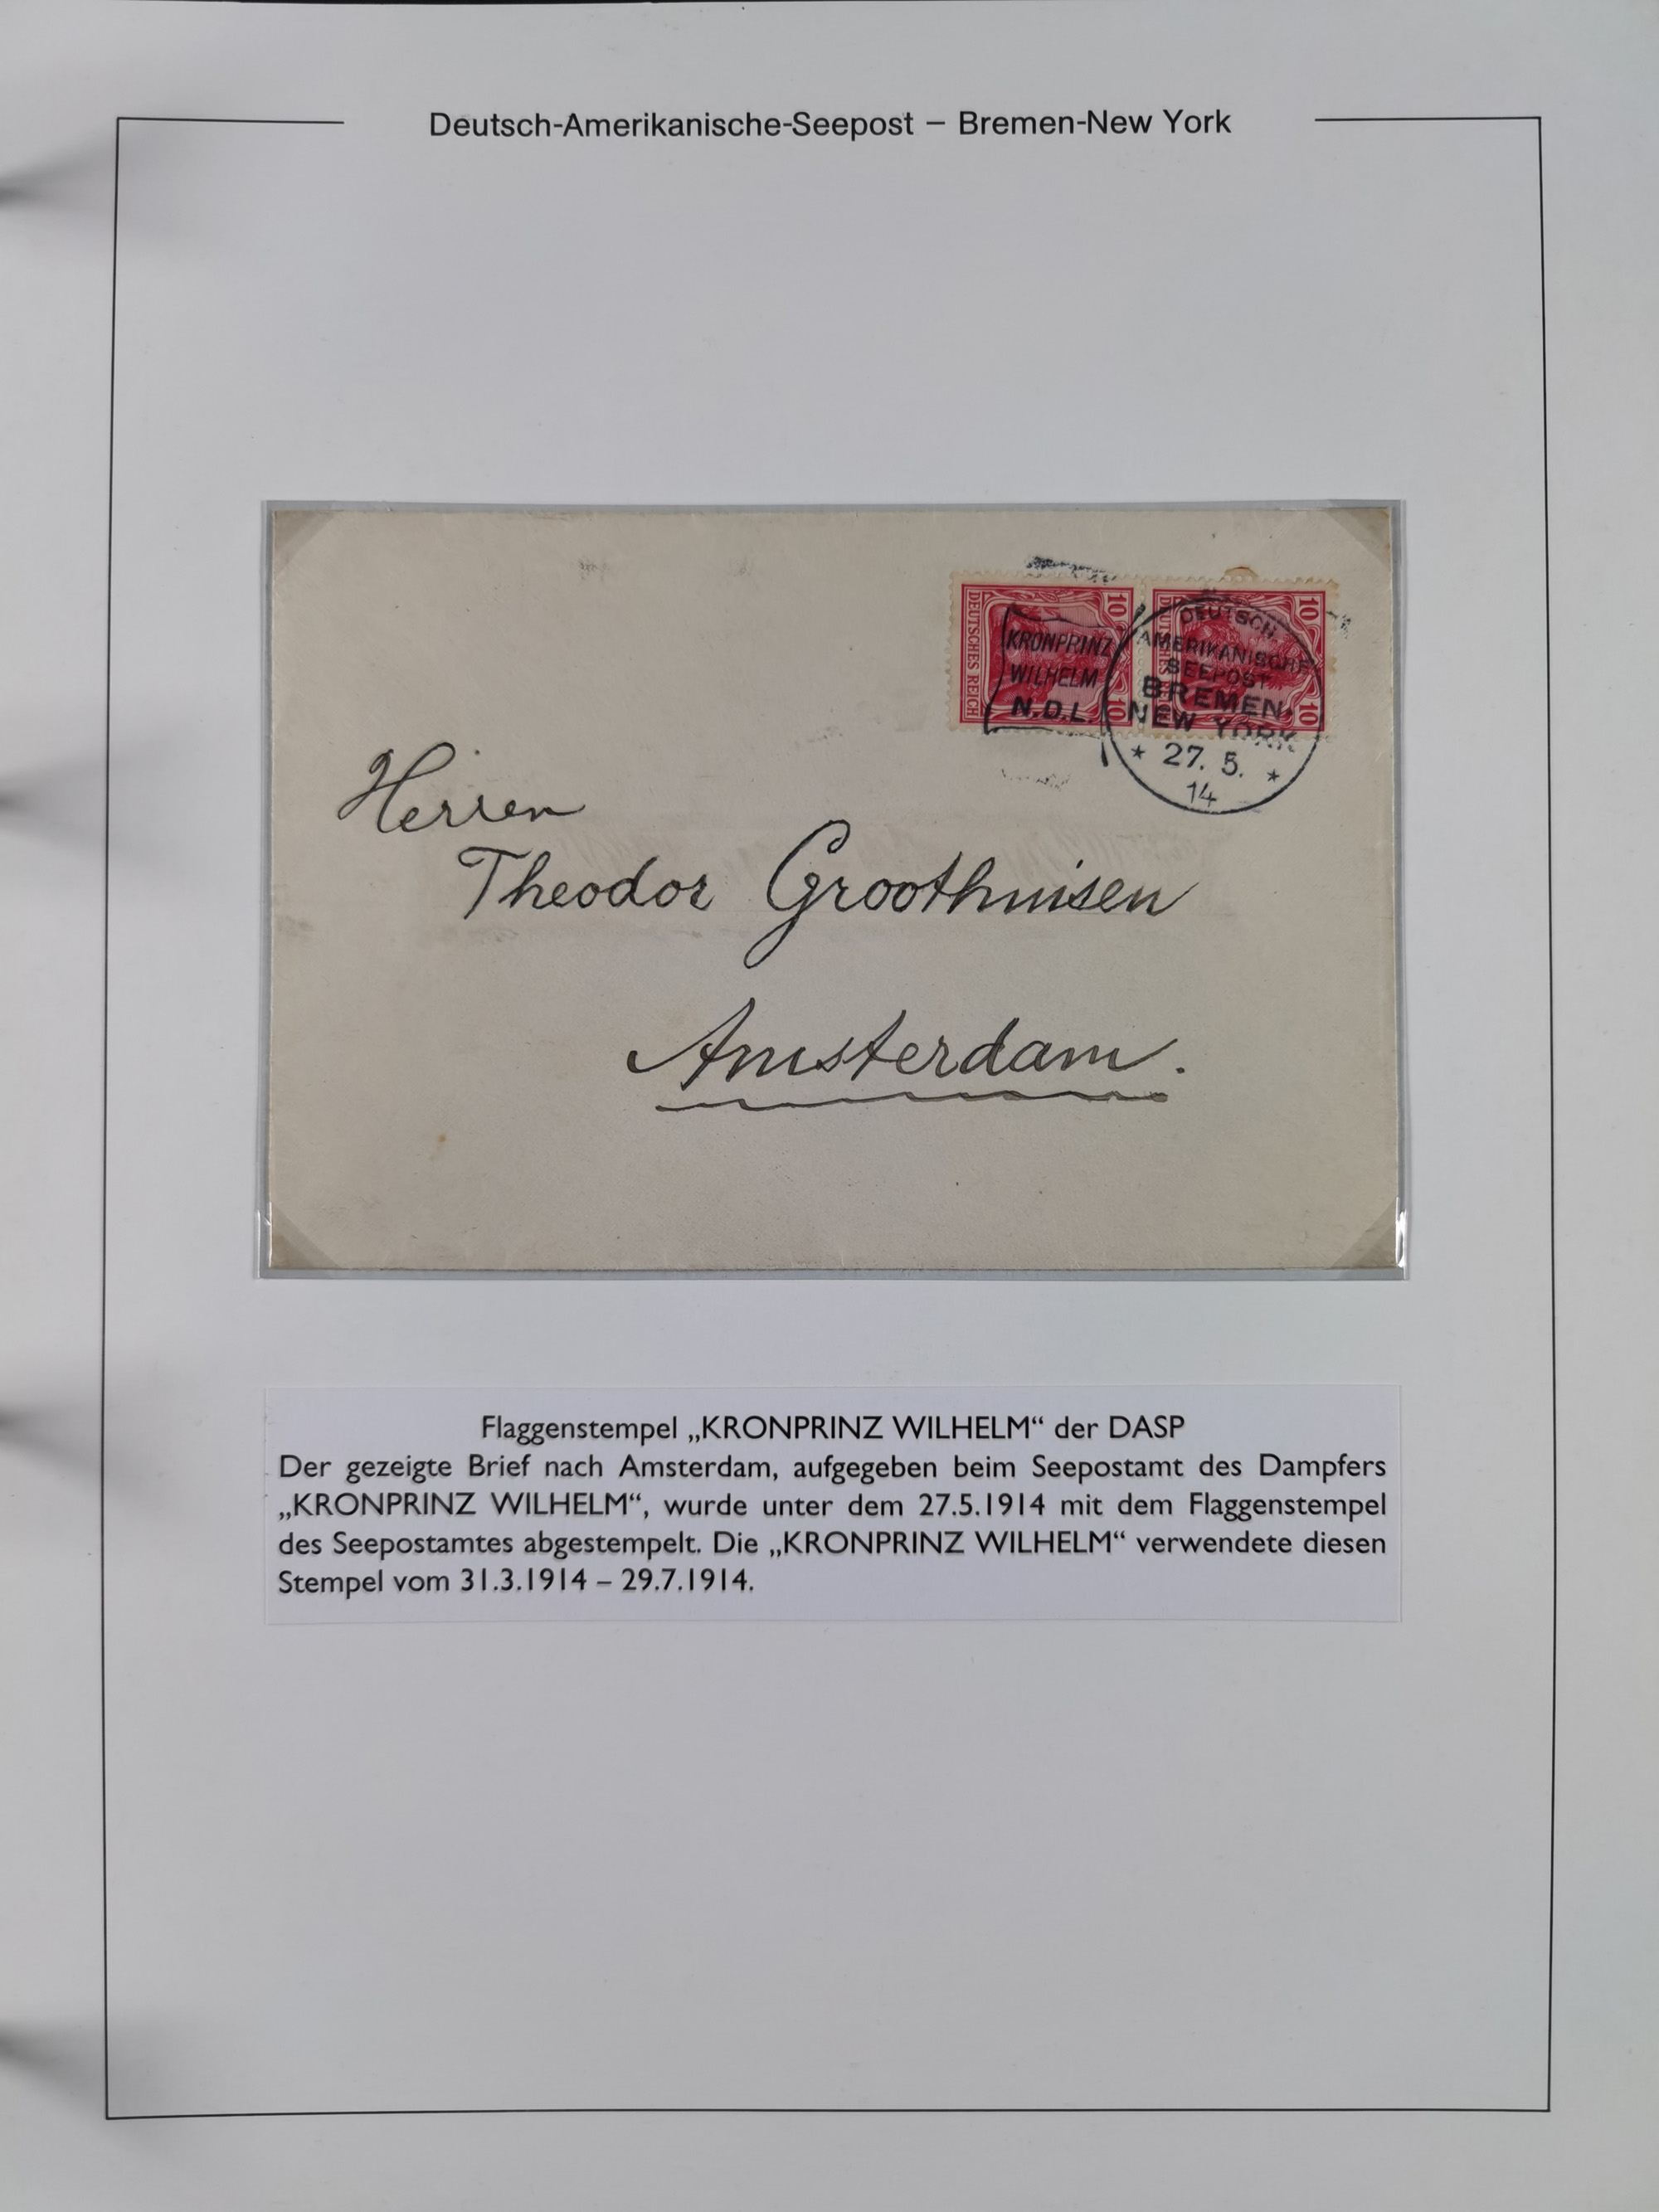 Deutsch-Amerikanische-Seepost – Bremen-New York
DEUTSCHES REICH
10
10
10
10
KRONPRINZ
WILHELM
N.D.L.
DEUTSCH.
AMERIKANISCHE
SEEPOST
BREMEN-
NEW YORK
* 27. 5. *
14
Herren
Theodor Groothuisen
Amsterdam.
Flaggenstempel „KRONPRINZ WILHELM“ der DASP
Der gezeigte Brief nach Amsterdam, aufgegeben beim Seepostamt des Dampfers
„KRONPRINZ WILHELM“, wurde unter dem 27.5.1914 mit dem Flaggenstempel
des Seepostamtes abgestempelt. Die „KRONPRINZ WILHELM“ verwendete diesen
Stempel vom 31.3.1914 – 29.7.1914.